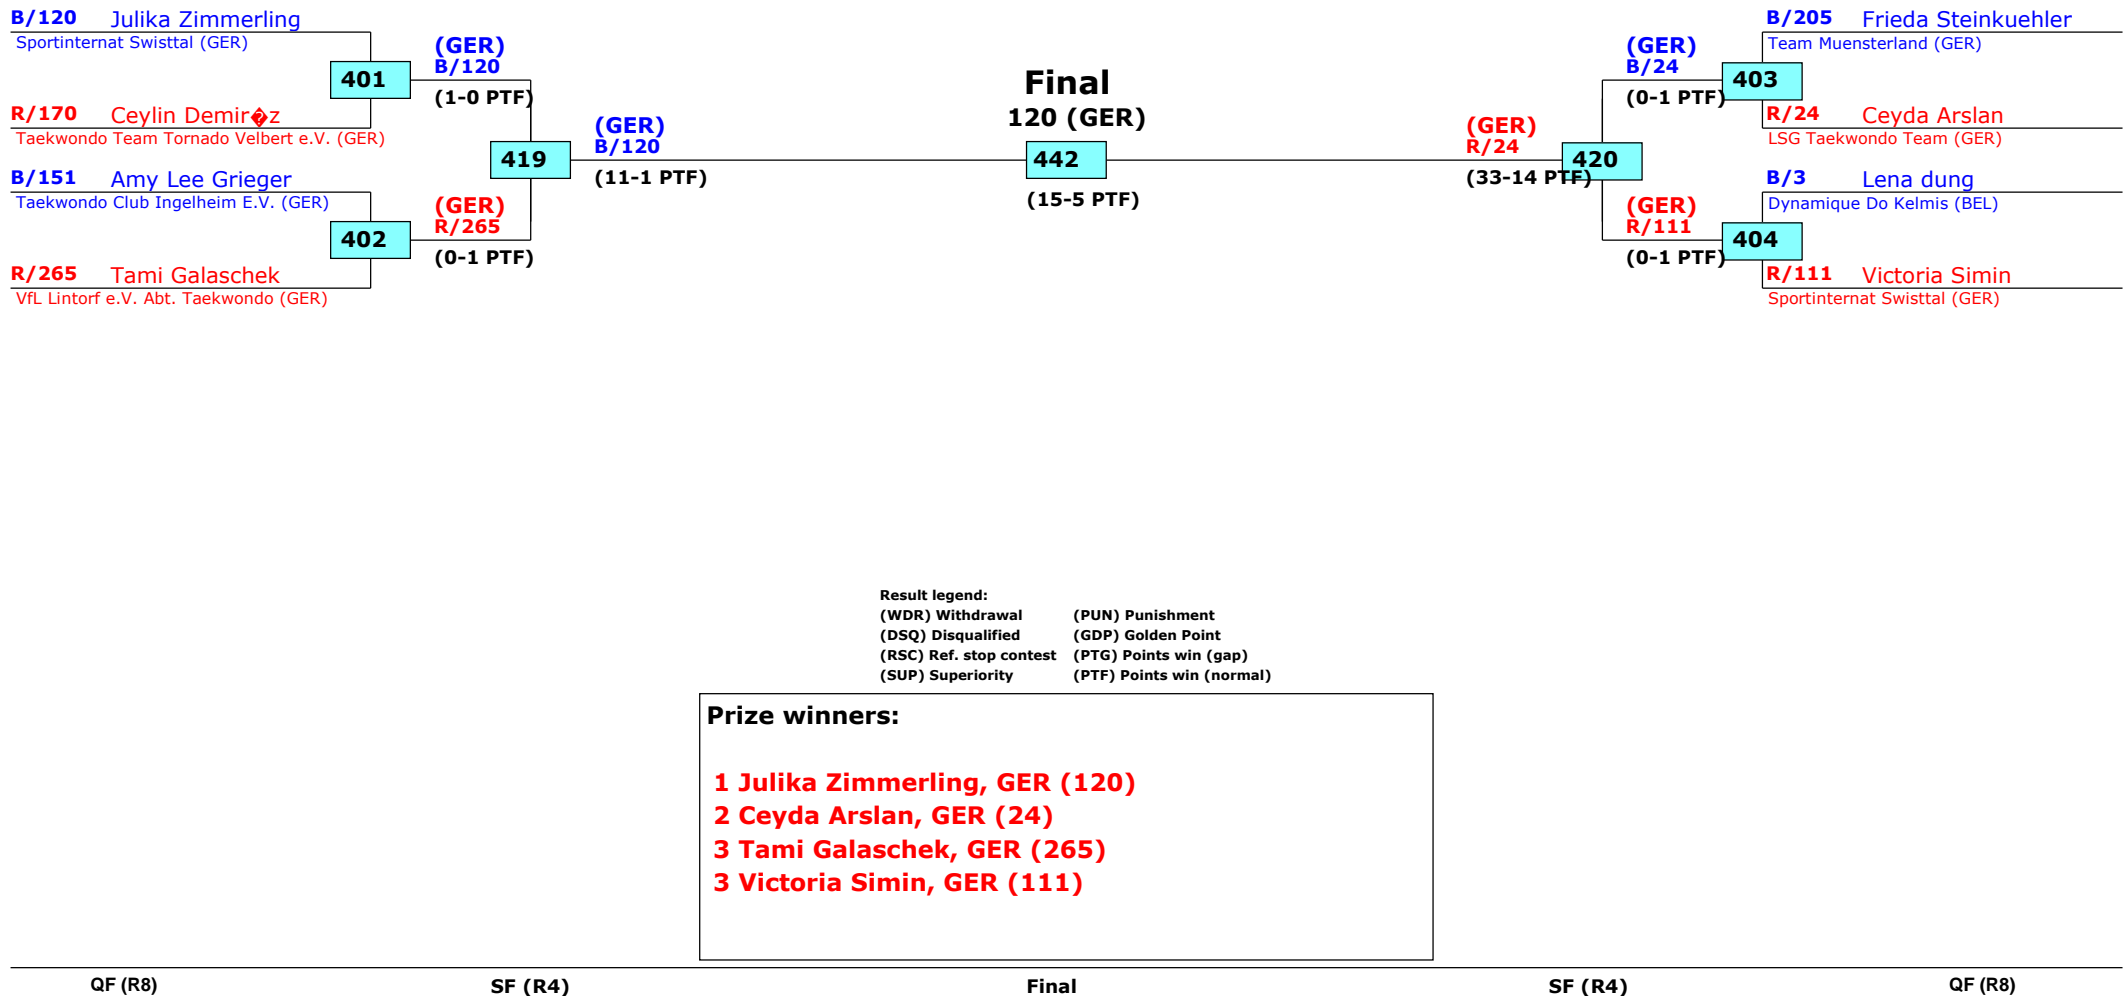 B/120 Julika Zimmerling
Sportinternat Swisttal (GER)
401
R/170 Ceylin Demir�z
Taekwondo Team Tornado Velbert e.V. (GER)
B/151 Amy Lee Grieger
Taekwondo Club Ingelheim E.V. (GER)
402
R/265 Tami Galaschek
VfL Lintorf e.V. Abt. Taekwondo (GER)
(GER)
B/120
(1-0 PTF)
419
(GER)
R/265
(0-1 PTF)
(GER)
B/120
(11-1 PTF)
Final
120 (GER)
442
(15-5 PTF)
(GER)
R/24
(33-14 PTF)
420
(GER)
B/24
(0-1 PTF)
(GER)
R/111
(0-1 PTF)
B/205 Frieda Steinkuehler
Team Muensterland (GER)
403
R/24 Ceyda Arslan
LSG Taekwondo Team (GER)
B/3 Lena dung
Dynamique Do Kelmis (BEL)
404
R/111 Victoria Simin
Sportinternat Swisttal (GER)
Result legend:
(WDR) Withdrawal (PUN) Punishment
(DSQ) Disqualified (GDP) Golden Point
(RSC) Ref. stop contest (PTG) Points win (gap)
(SUP) Superiority (PTF) Points win (normal)
Prize winners:
1 Julika Zimmerling, GER (120)
2 Ceyda Arslan, GER (24)
3 Tami Galaschek, GER (265)
3 Victoria Simin, GER (111)
QF (R8) SF (R4) Final SF (R4) QF (R8)